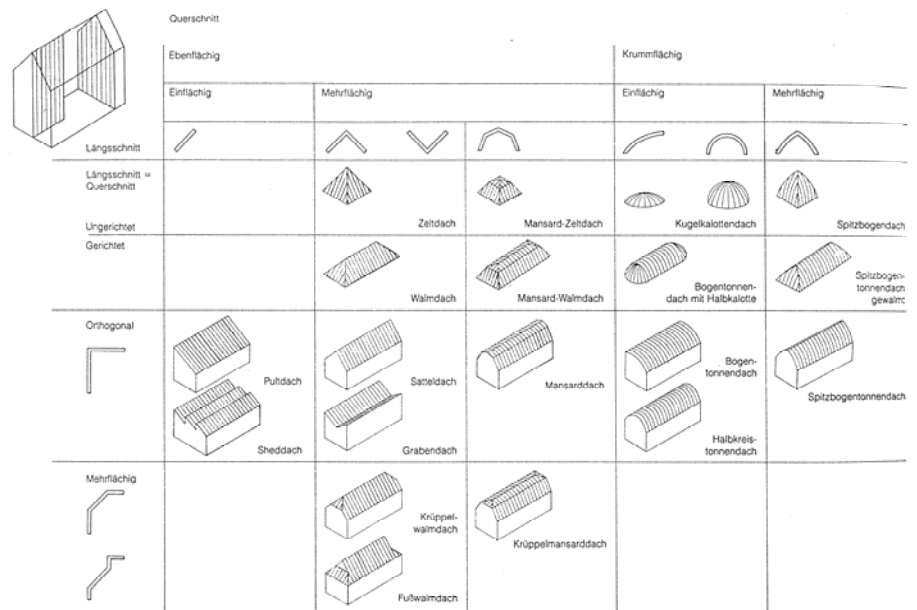 Querschnitt
Ebenflächig
Krummflächig
Einflächig
Mehrflächig
Einflächig
Mehrflächig
Längsschnitt
Längsschnitt =
Querschnitt
Ungerichtet
Zeltdach
Mansard-Zeltdach
Kugelkalottendach
Spitzbogendach
Gerichtet
Walmdach
Mansard-Walmdach
Bogentonnen-
dach mit Halbkalotte
Spitzbogen-
tonnendach
gewalmt
Orthogonal
Pultdach
Satteldach
Mansarddach
Bogen-
tonnendach
Spitzbogentonnendach
Sheddach
Grabendach
Halbkreis-
tonnendach
Mehrflächig
Krüppel-
walmdach
Krüppelmansarddach
Fußwalmdach